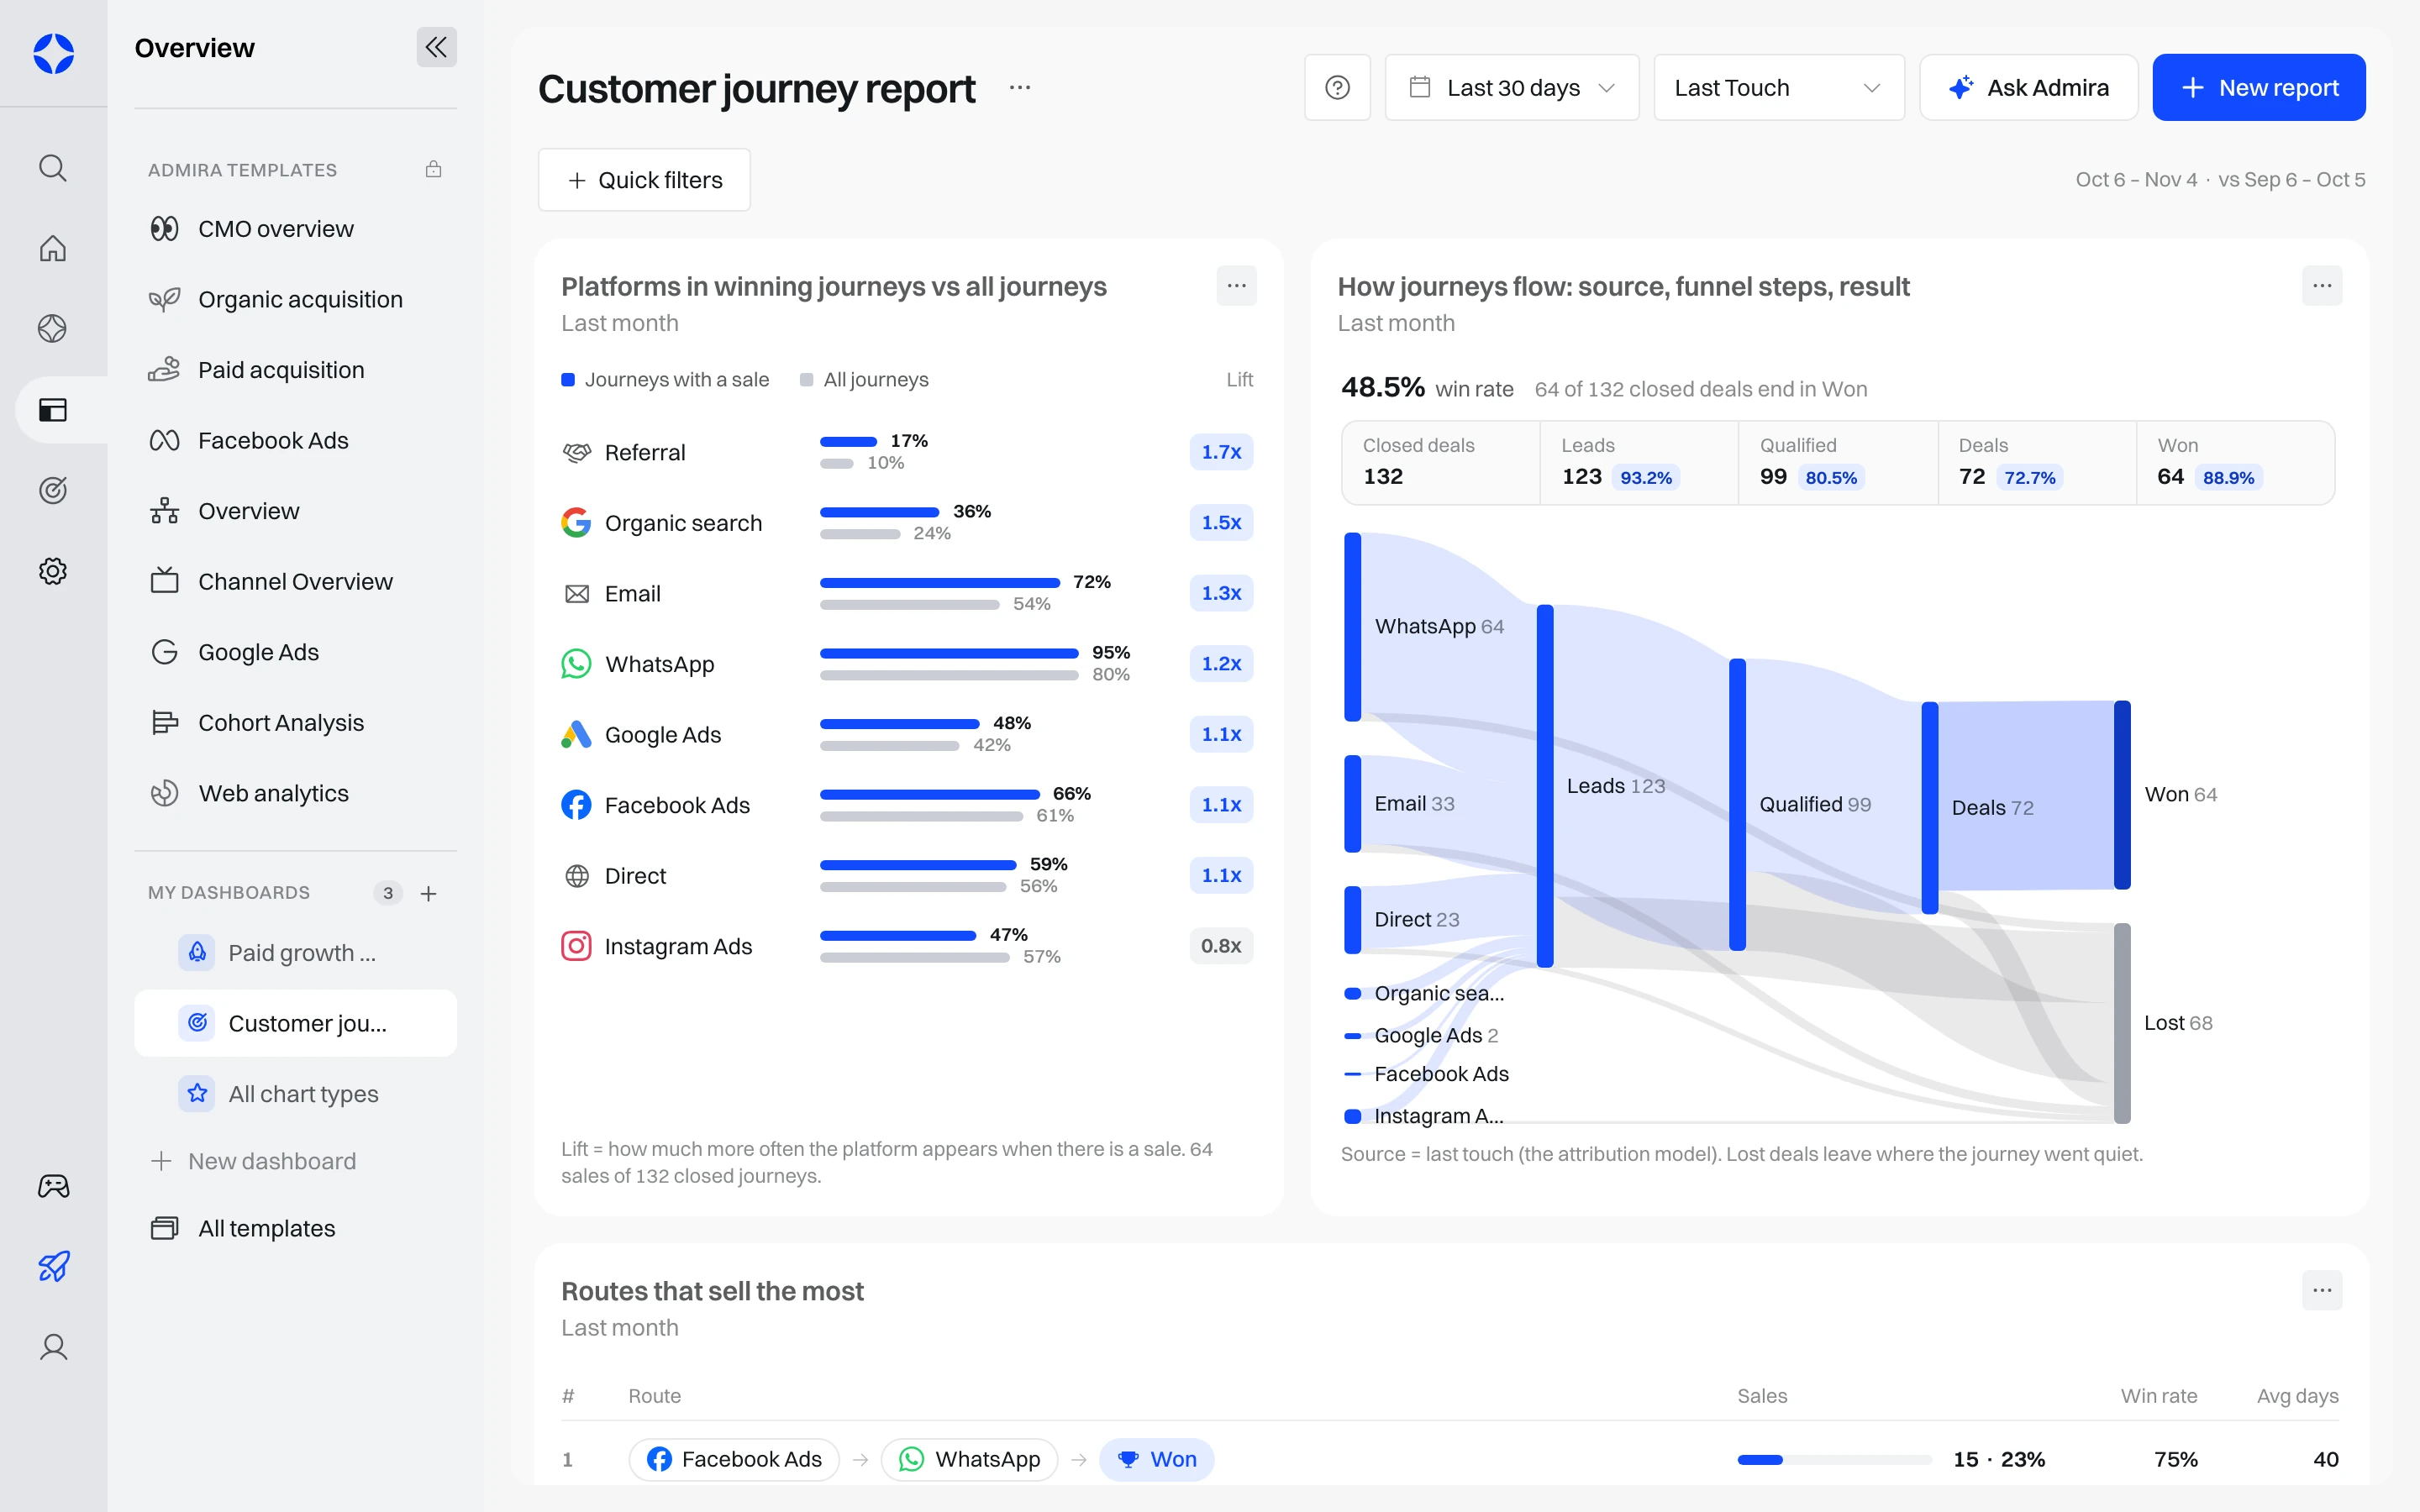 Overview
ADMIRA TEMPLATES
CMO overview
Organic acquisition
Paid acquisition
Facebook Ads
Overview
Channel Overview
Google Ads
Cohort Analysis
Web analytics
MY DASHBOARDS 3
Paid growth ...
Customer jou...
All chart types
New dashboard
All templates
Customer journey report
Last 30 days
Last Touch
Ask Admira
New report
Quick filters
Oct 6 – Nov 4 · vs Sep 6 – Oct 5
Platforms in winning journeys vs all journeys
Last month
Journeys with a sale All journeys Lift
Referral 17% 10% 1.7x
Organic search 36% 24% 1.5x
Email 72% 54% 1.3x
WhatsApp 95% 80% 1.2x
Google Ads 48% 42% 1.1x
Facebook Ads 66% 61% 1.1x
Direct 59% 56% 1.1x
Instagram Ads 47% 57% 0.8x
Lift = how much more often the platform appears when there is a sale. 64
sales of 132 closed journeys.
How journeys flow: source, funnel steps, result
Last month
48.5% win rate 64 of 132 closed deals end in Won
Closed deals Leads Qualified Deals Won
132 123 93.2% 99 80.5% 72 72.7% 64 88.9%
WhatsApp 64
Email 33
Direct 23
Organic sea...
Google Ads 2
Facebook Ads
Instagram A...
Leads 123
Qualified 99
Deals 72
Won 64
Lost 68
Source = last touch (the attribution model). Lost deals leave where the journey went quiet.
Routes that sell the most
Last month
# Route Sales Win rate Avg days
1 Facebook Ads WhatsApp Won 15 · 23% 75% 40